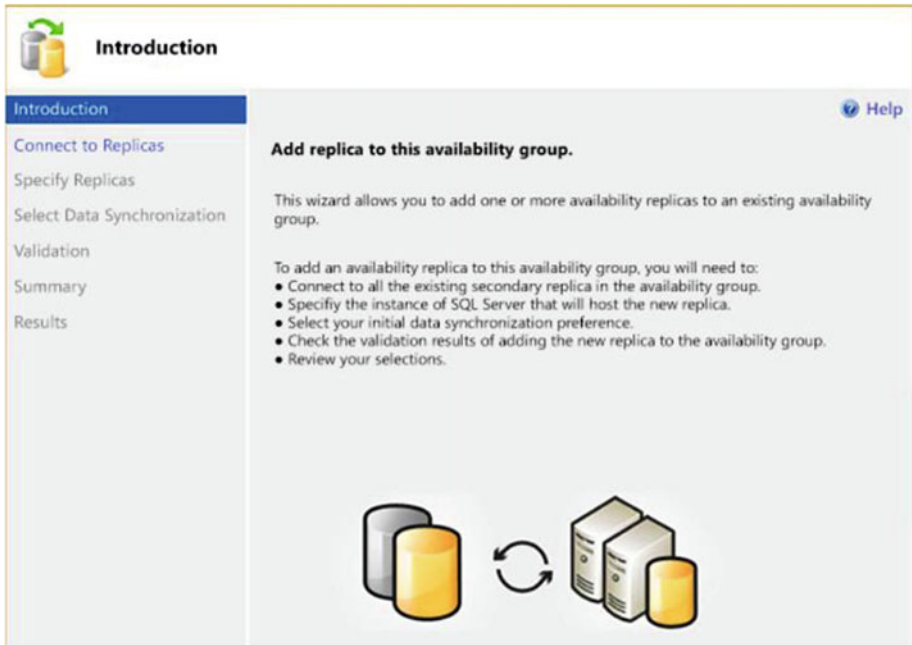 Introduction
Introduction
Connect to Replicas
Specify Replicas
Select Data Synchronization
Validation
Summary
Results
Help
Add replica to this availability group.
This wizard allows you to add one or more availability replicas to an existing availability
group.
To add an availability replica to this availability group, you will need to:
● Connect to all the existing secondary replica in the availability group.
● Specifiy the instance of SQL Server that will host the new replica.
● Select your initial data synchronization preference.
● Check the validation results of adding the new replica to the availability group.
● Review your selections.